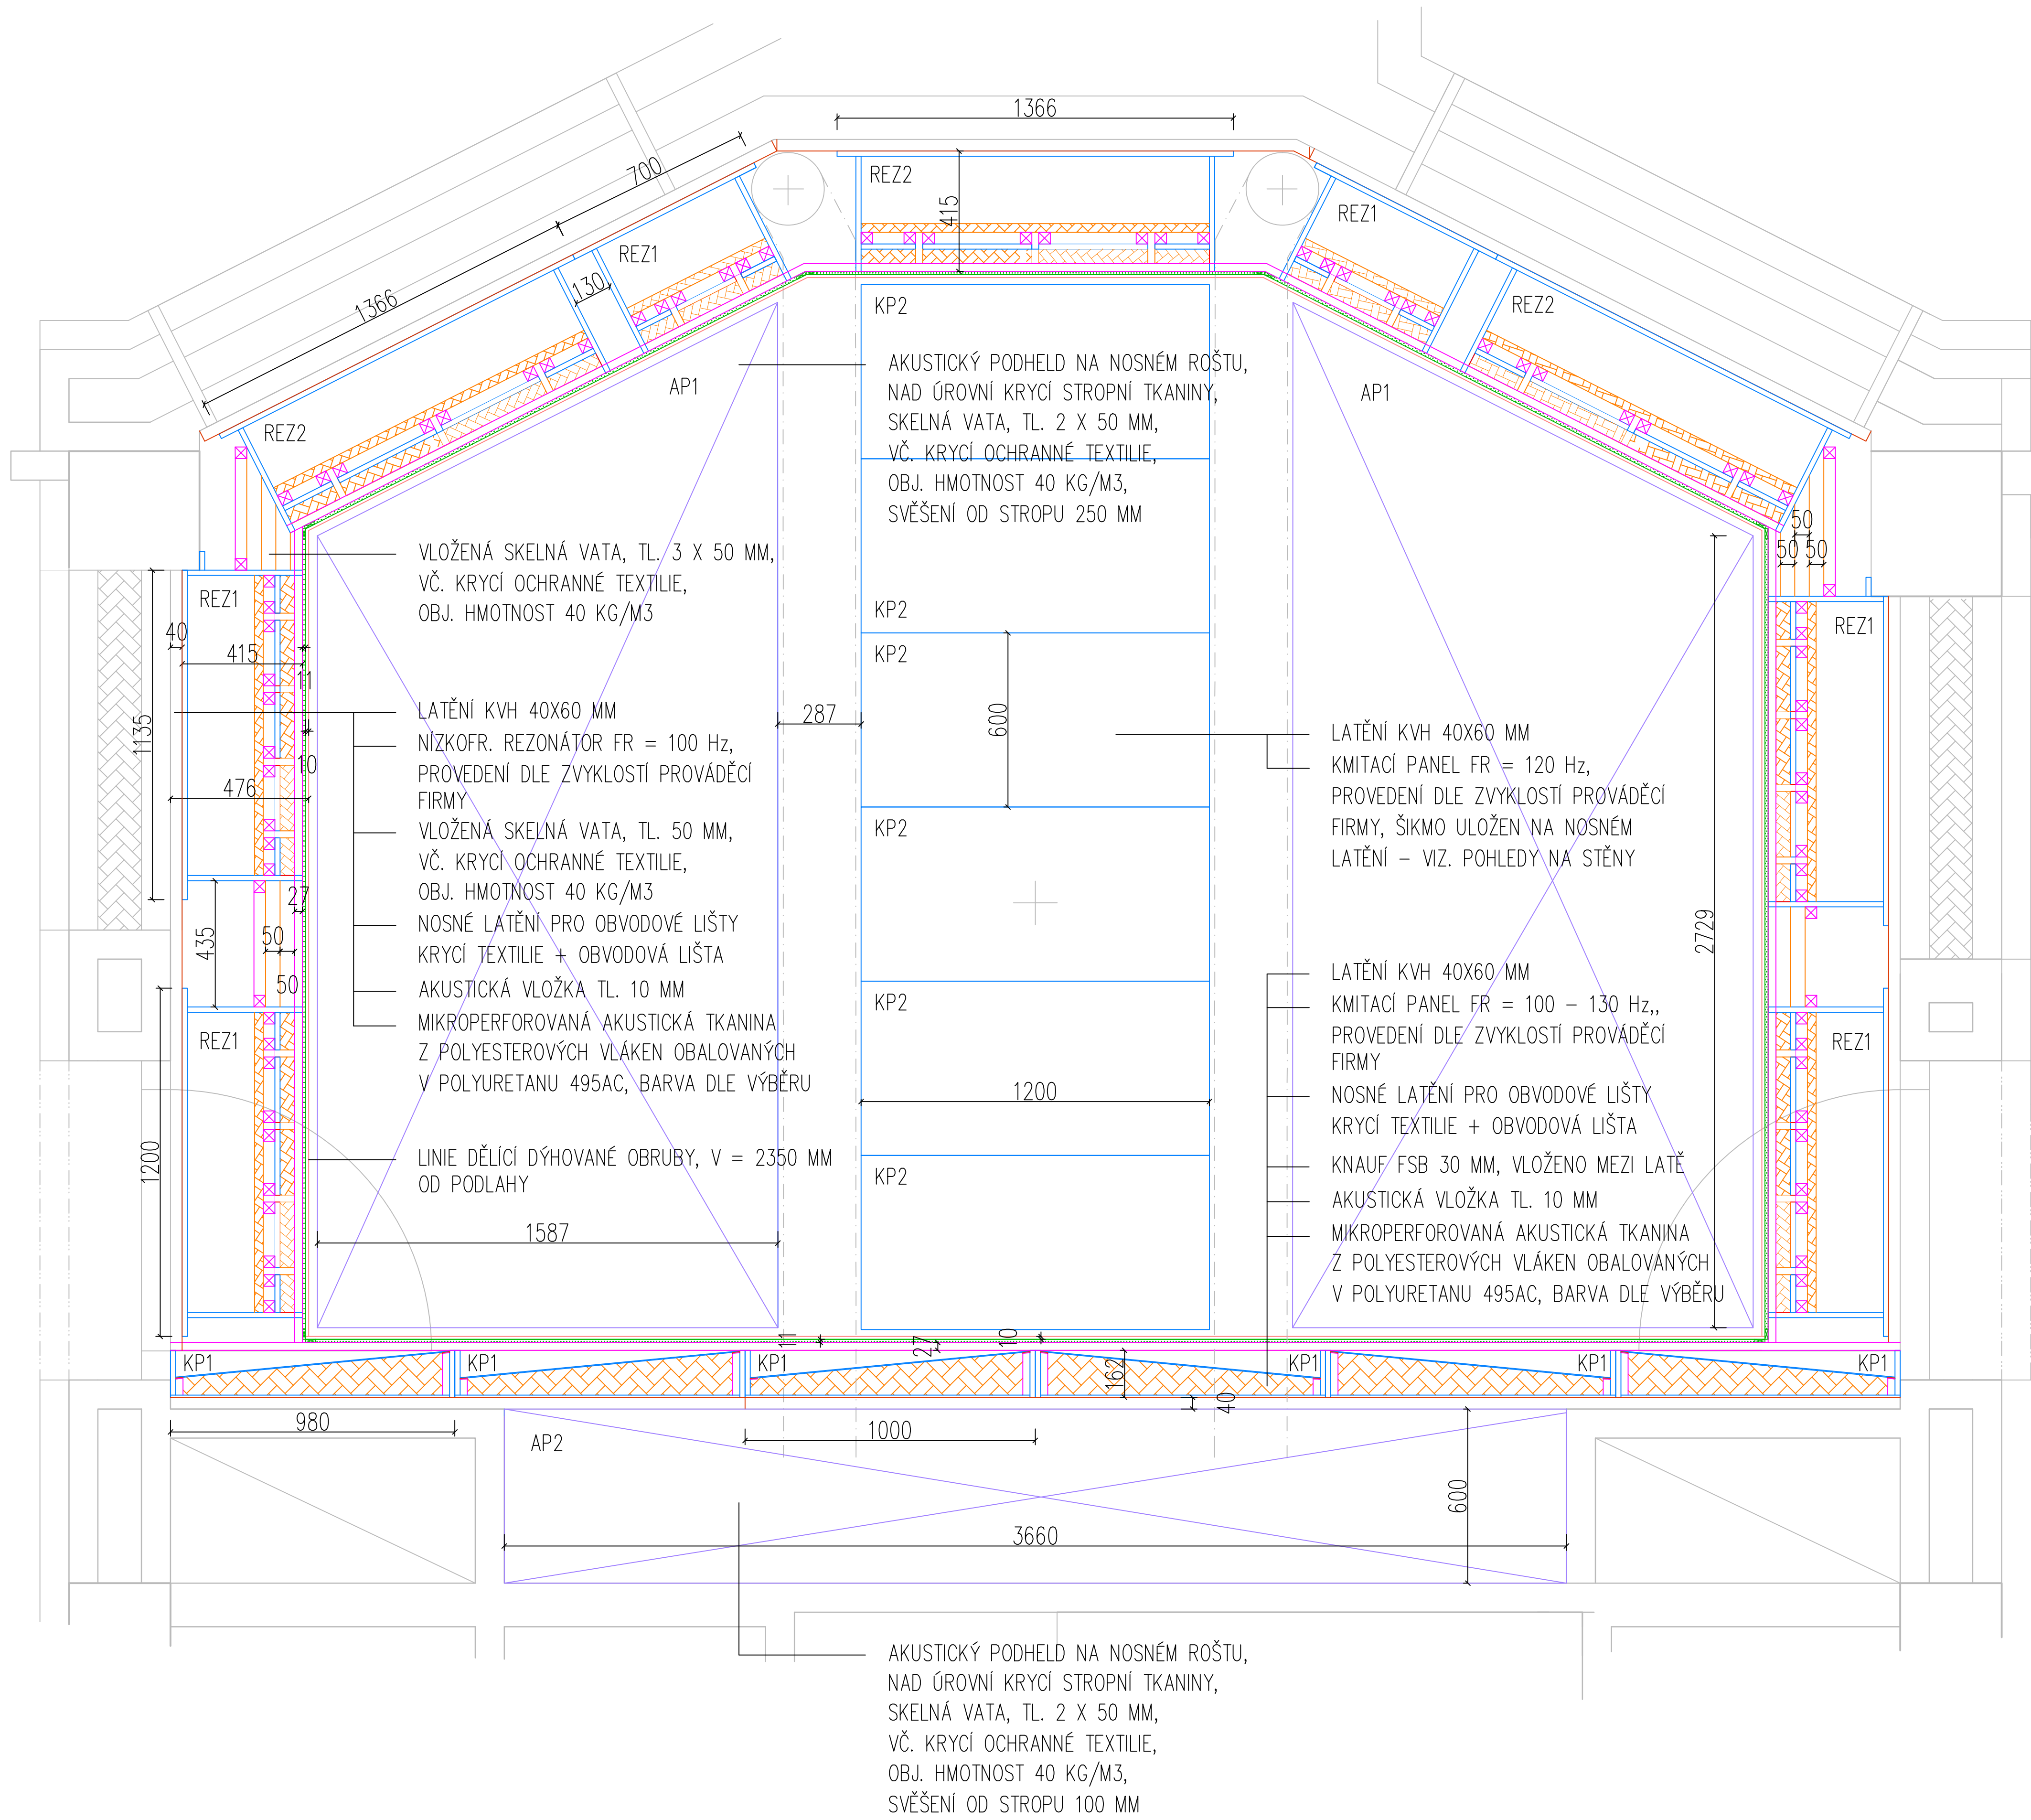 1366
700
REZ2
415
REZ1
REZ1
130
1366
REZ2
KP2
REZ2
AP1
AP1
AKUSTICKÝ PODHELD NA NOSNÉM ROŠTU,
NAD ÚROVNÍ KRYCÍ STROPNÍ TKANINY,
SKELNÁ VATA, TL. 2 X 50 MM,
VČ. KRYCÍ OCHRANNÉ TEXTILIE,
OBJ. HMOTNOST 40 KG/M3,
SVĚŠENÍ OD STROPU 250 MM
50
50
50
VLOŽENÁ SKELNÁ VATA, TL. 3 X 50 MM,
VČ. KRYCÍ OCHRANNÉ TEXTILIE,
OBJ. HMOTNOST 40 KG/M3
REZ1
KP2
REZ1
40
415
11
KP2
1135
LATĚNÍ KVH 40X60 MM
NÍZKOFR. REZONÁTOR FR = 100 Hz,
PROVEDENÍ DLE ZVYKLOSTÍ PROVÁDĚCÍ
FIRMY
VLOŽENÁ SKELNÁ VATA, TL. 50 MM,
VČ. KRYCÍ OCHRANNÉ TEXTILIE,
OBJ. HMOTNOST 40 KG/M3
NOSNÉ LATĚNÍ PRO OBVODOVÉ LIŠTY
KRYCÍ TEXTILIE + OBVODOVÁ LIŠTA
AKUSTICKÁ VLOŽKA TL. 10 MM
MIKROPERFOROVANÁ AKUSTICKÁ TKANINA
Z POLYESTEROVÝCH VLÁKEN OBALOVANÝCH
V POLYURETANU 495AC, BARVA DLE VÝBĚRU
287
600
LATĚNÍ KVH 40X60 MM
KMITACÍ PANEL FR = 120 Hz,
PROVEDENÍ DLE ZVYKLOSTÍ PROVÁDĚCÍ
FIRMY, ŠIKMO ULOŽEN NA NOSNÉM
LATĚNÍ – VIZ. POHLEDY NA STĚNY
10
476
KP2
27
435
50
50
2729
KP2
LATĚNÍ KVH 40X60 MM
KMITACÍ PANEL FR = 100 – 130 Hz,,
PROVEDENÍ DLE ZVYKLOSTÍ PROVÁDĚCÍ
FIRMY
NOSNÉ LATĚNÍ PRO OBVODOVÉ LIŠTY
KRYCÍ TEXTILIE + OBVODOVÁ LIŠTA
KNAUF FSB 30 MM, VLOŽENO MEZI LATĚ
AKUSTICKÁ VLOŽKA TL. 10 MM
MIKROPERFOROVANÁ AKUSTICKÁ TKANINA
Z POLYESTEROVÝCH VLÁKEN OBALOVANÝCH
V POLYURETANU 495AC, BARVA DLE VÝBĚRU
REZ1
REZ1
1200
1200
LINIE DĚLÍCÍ DÝHOVANÉ OBRUBY, V = 2350 MM
OD PODLAHY
KP2
1587
11
27
10
KP1
KP1
KP1
162
KP1
KP1
KP1
40
980
1000
AP2
600
3660
AKUSTICKÝ PODHELD NA NOSNÉM ROŠTU,
NAD ÚROVNÍ KRYCÍ STROPNÍ TKANINY,
SKELNÁ VATA, TL. 2 X 50 MM,
VČ. KRYCÍ OCHRANNÉ TEXTILIE,
OBJ. HMOTNOST 40 KG/M3,
SVĚŠENÍ OD STROPU 100 MM